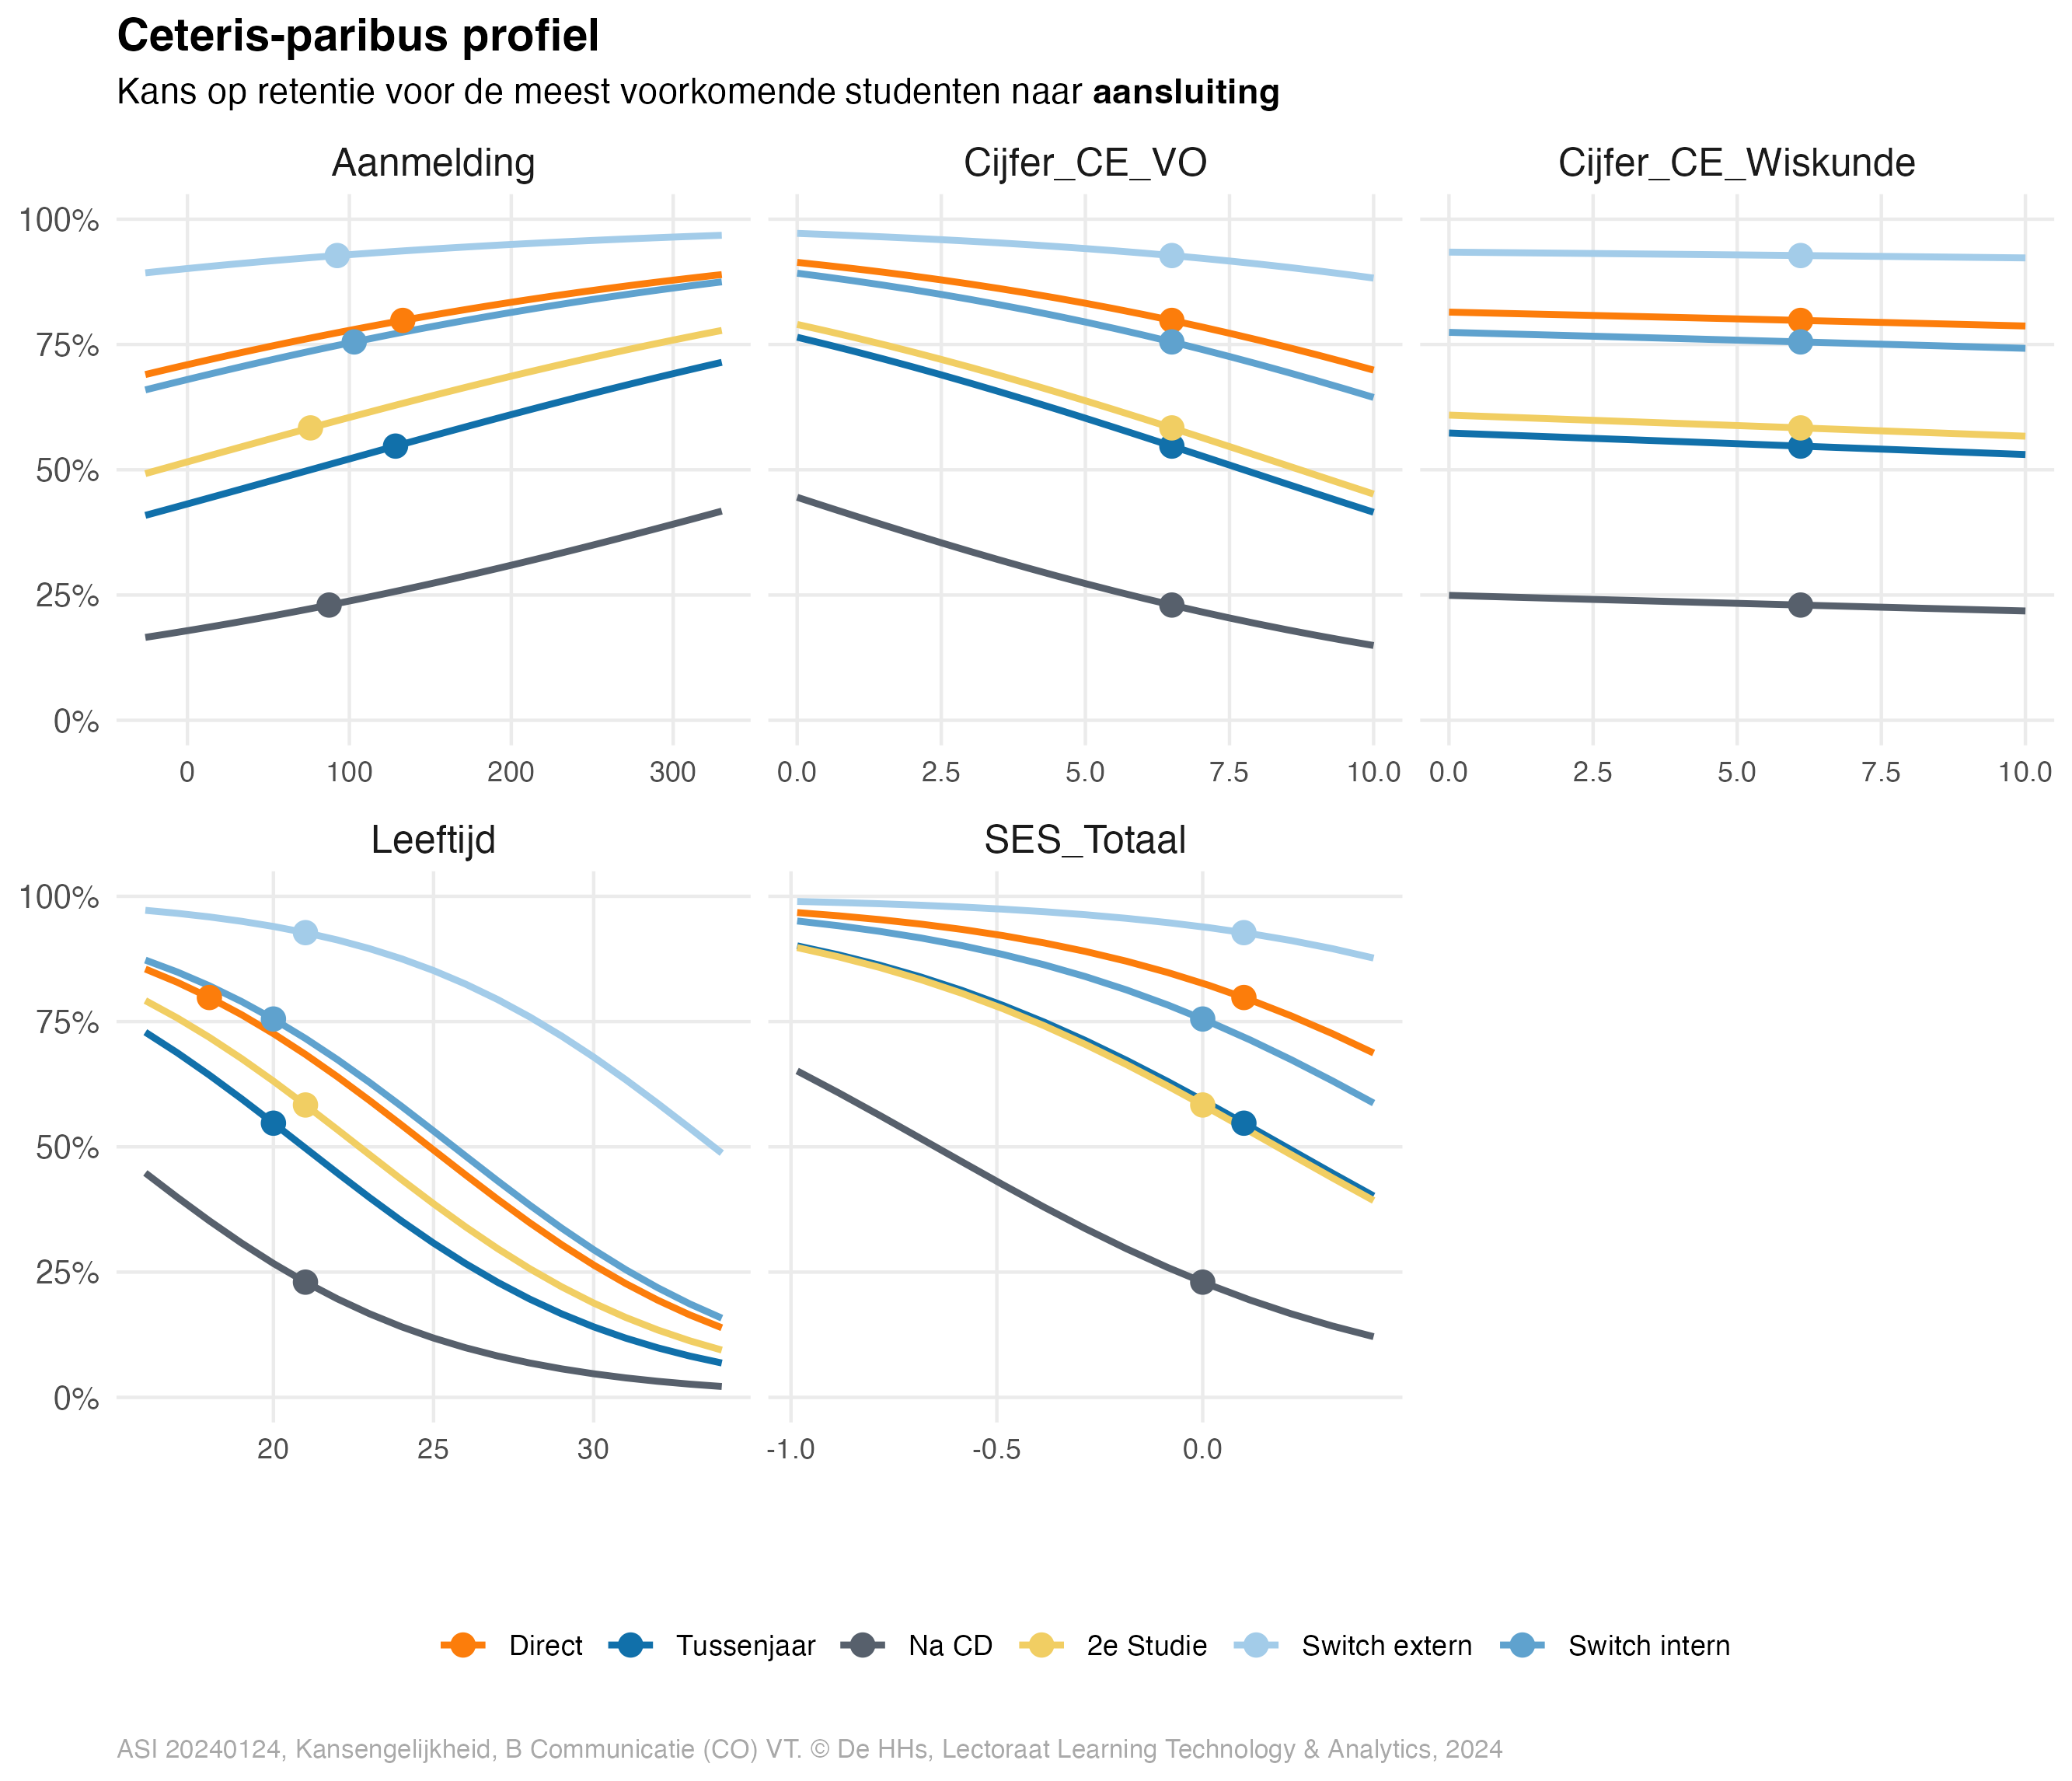 Ceteris-paribus profiel
Kans op retentie voor de meest voorkomende studenten naar aansluiting
Aanmelding Cijfer_CE_VO Cijfer_CE_Wiskunde
100%
75%
50%
25%
0%
0 100 200 300 0.0 2.5 5.0 7.5 10.0 0.0 2.5 5.0 7.5 10.0
Leeftijd SES_Totaal
100%
75%
50%
25%
0%
20 25 30 -1.0 -0.5 0.0
Direct Tussenjaar Na CD 2e Studie Switch extern Switch intern
ASI 20240124, Kansengelijkheid, B Communicatie (CO) VT. © De HHs, Lectoraat Learning Technology & Analytics, 2024